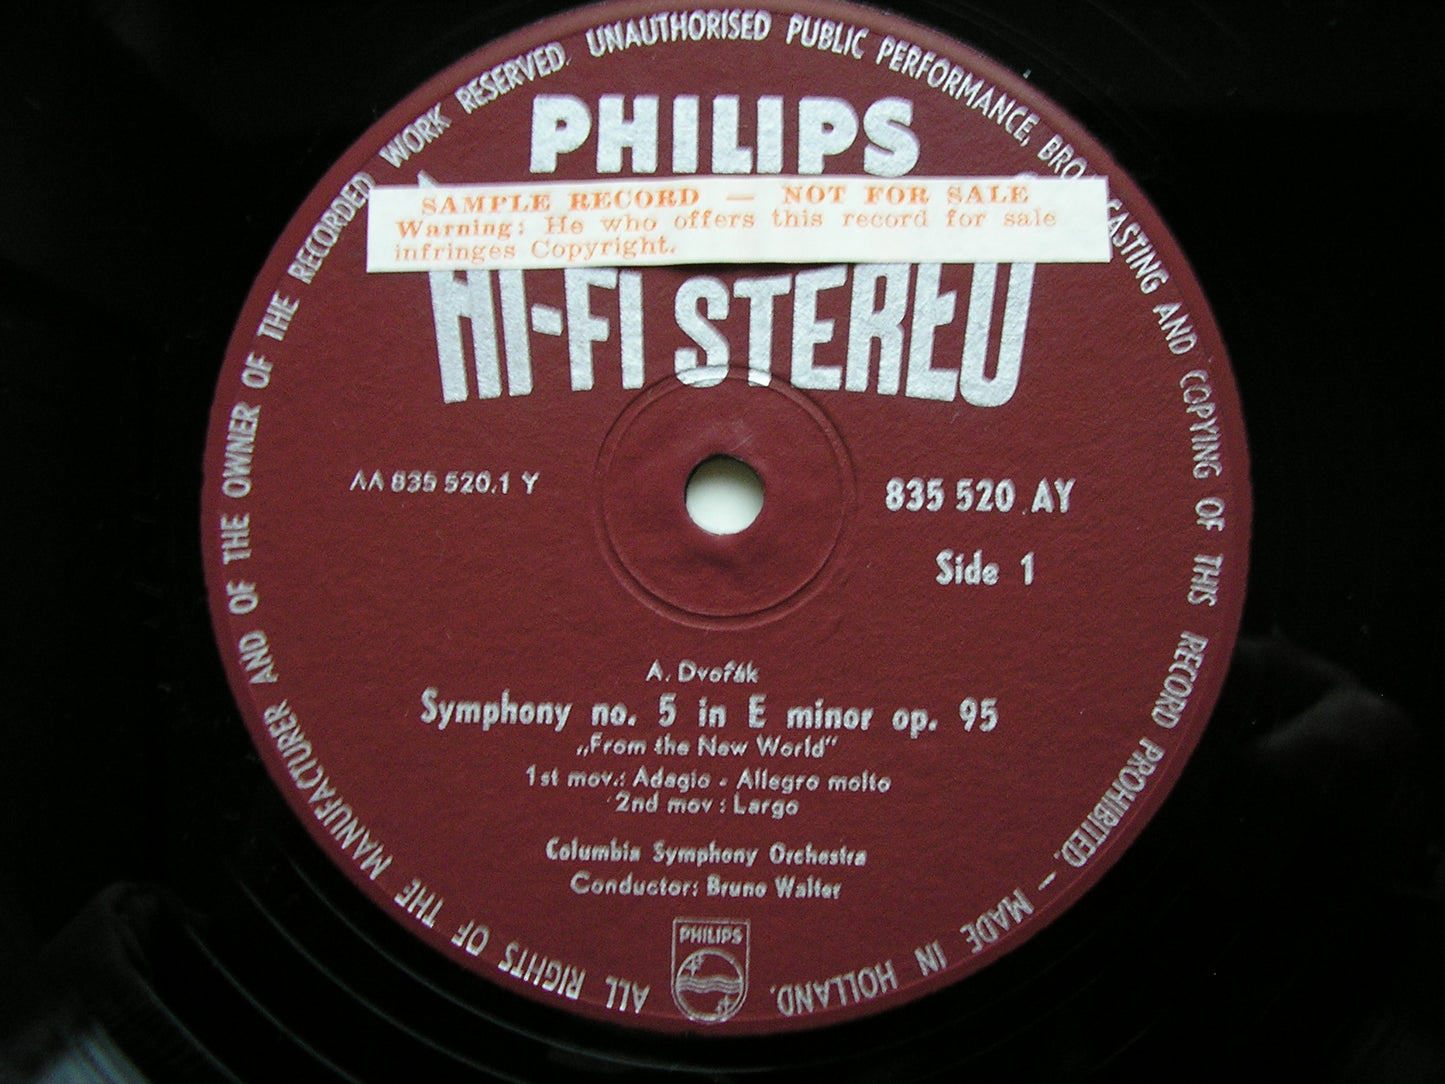 ALL RIGHTS OF THE MANUFACTURER AND OF THE OWNER OF THE RECORDED WORK RESERVED. UNAUTHORISED PUBLIC PERFORMANCE, BROADCASTING AND COPYING OF THIS RECORD PROHIBITED. - MADE IN HOLLAND.
PHILIPS
SAMPLE RECORD — NOT FOR SALE
Warning: He who offers this record for sale
infringes Copyright.
HI-FI STEREO
AA 835 520.1 Y
835 520 AY
Side 1
A. Dvořák
Symphony no. 5 in E minor op. 95
„From the New World”
1st mov.: Adagio - Allegro molto
2nd mov: Largo
Columbia Symphony Orchestra
Conductor: Bruno Walter
PHILIPS